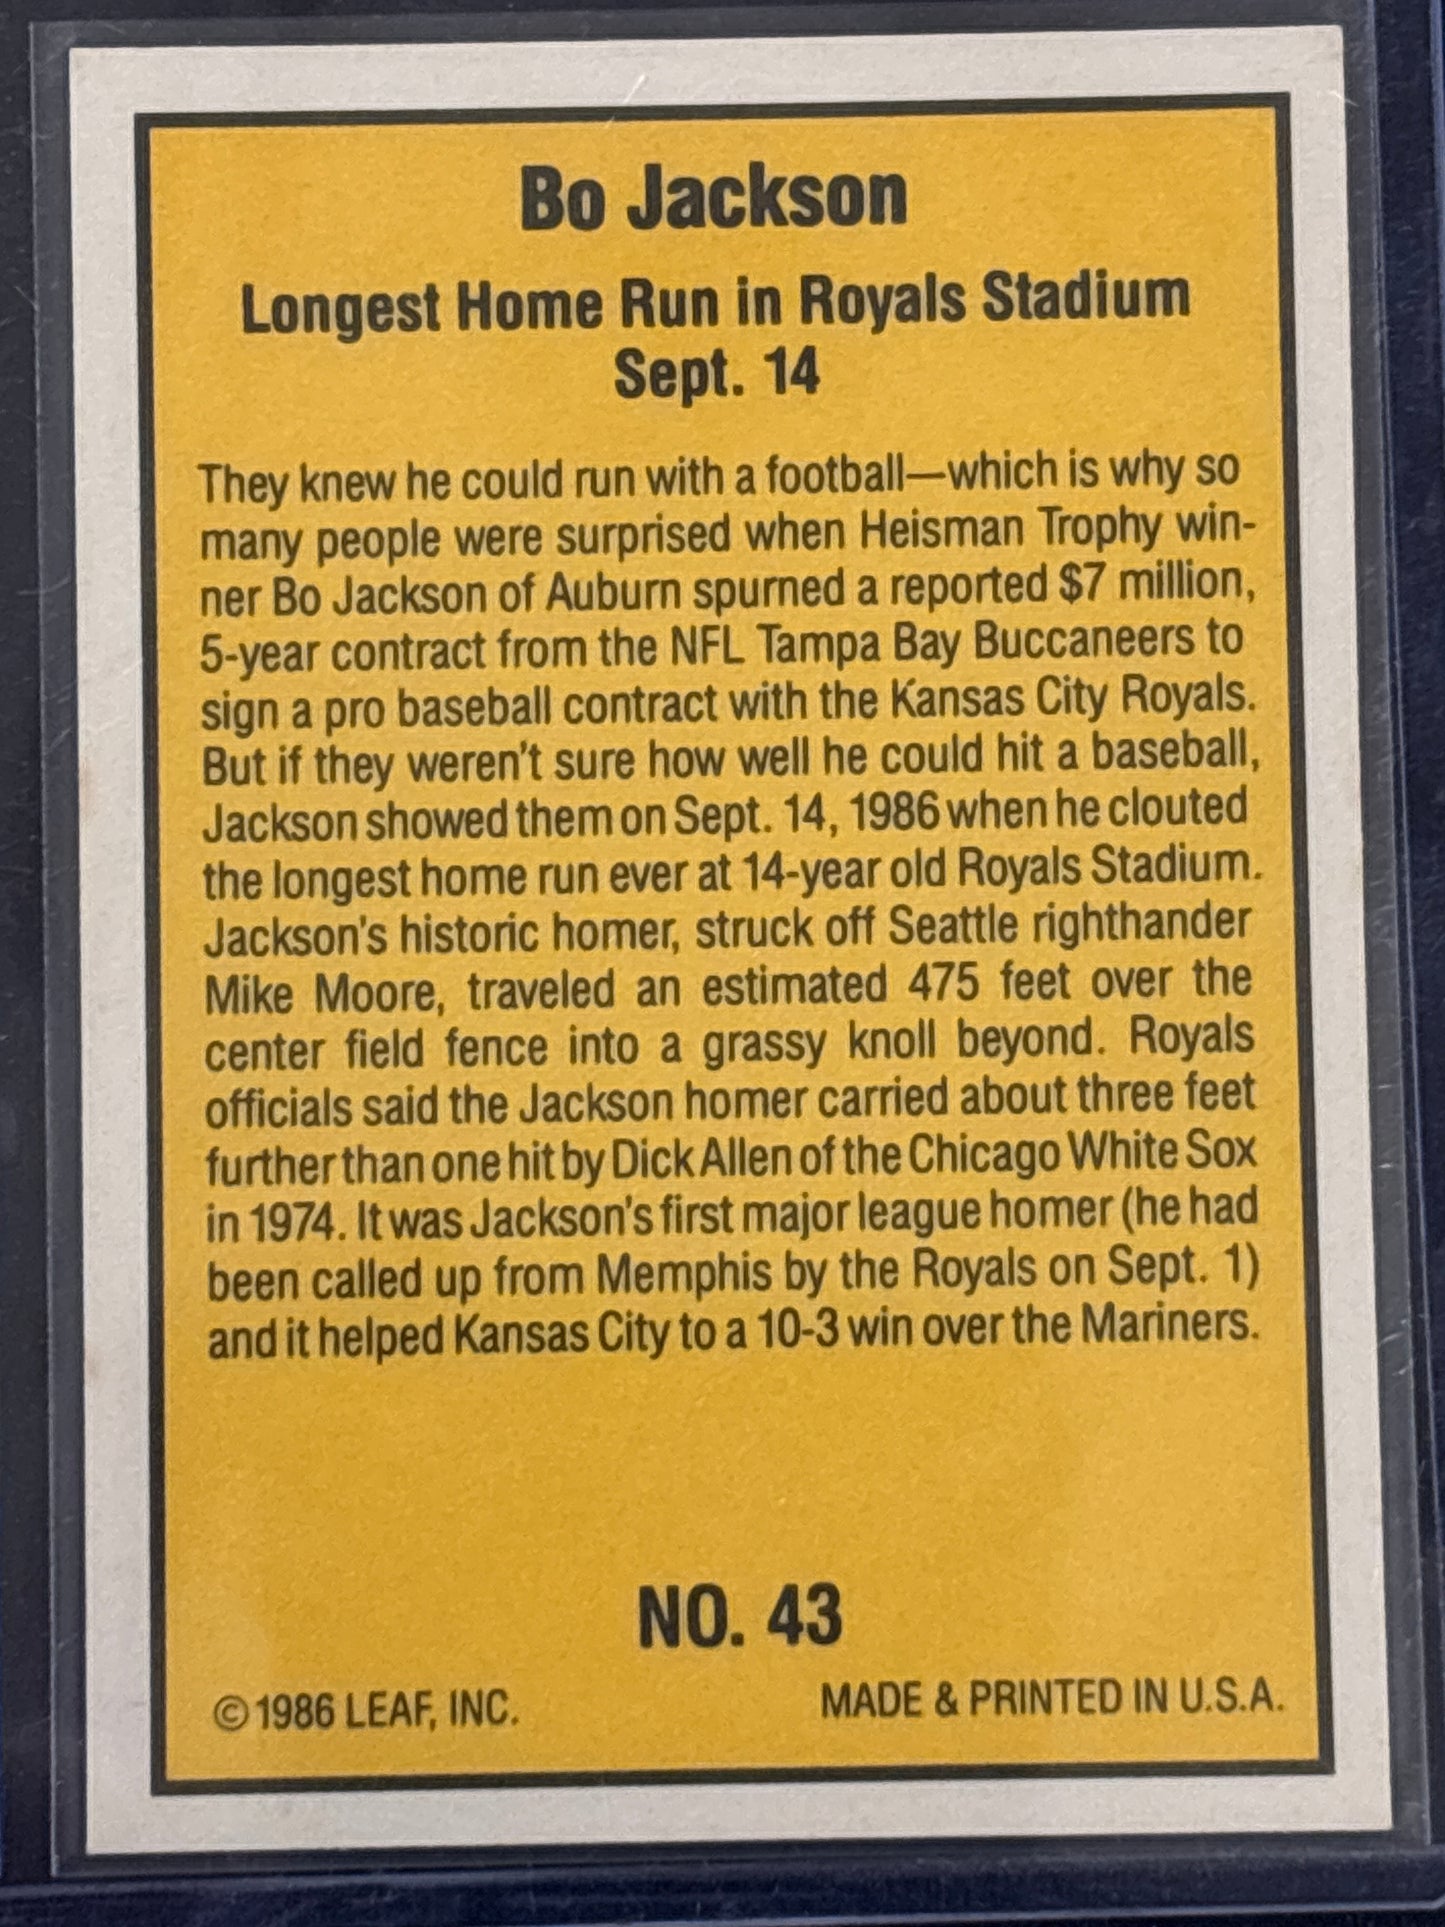 Bo Jackson
Longest Home Run in Royals Stadium
Sept. 14
They knew he could run with a football—which is why so
many people were surprised when Heisman Trophy win-
ner Bo Jackson of Auburn spurned a reported $7 million,
5-year contract from the NFL Tampa Bay Buccaneers to
sign a pro baseball contract with the Kansas City Royals.
But if they weren't sure how well he could hit a baseball,
Jackson showed them on Sept. 14, 1986 when he clouted
the longest home run ever at 14-year old Royals Stadium.
Jackson's historic homer, struck off Seattle righthander
Mike Moore, traveled an estimated 475 feet over the
center field fence into a grassy knoll beyond. Royals
officials said the Jackson homer carried about three feet
further than one hit by Dick Allen of the Chicago White Sox
in 1974. It was Jackson's first major league homer (he had
been called up from Memphis by the Royals on Sept. 1)
and it helped Kansas City to a 10-3 win over the Mariners.
NO. 43
©1986 LEAF, INC. MADE & PRINTED IN U.S.A.